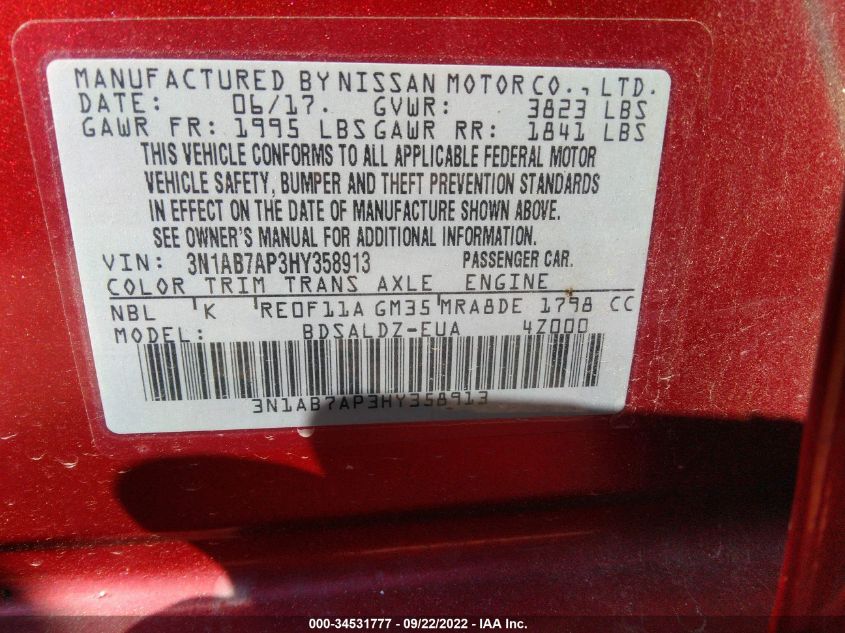 MANUFACTURED BY NISSAN MOTOR CO., LTD.
DATE: 06/17. GVWR: 3823 LBS
GAWR FR: 1995 LBS GAWR RR: 1841 LBS
THIS VEHICLE CONFORMS TO ALL APPLICABLE FEDERAL MOTOR
VEHICLE SAFETY, BUMPER AND THEFT PREVENTION STANDARDS
IN EFFECT ON THE DATE OF MANUFACTURE SHOWN ABOVE.
SEE OWNER'S MANUAL FOR ADDITIONAL INFORMATION.
VIN: 3N1AB7AP3HY358913 PASSENGER CAR.
COLOR TRIM TRANS AXLE ENGINE
NBL K RE0F11A GM35 MRA8DE 1798 CC
MODEL: BDSALDZ-EUA 4Z000
3N1AB7AP3HY358913
000-34531777 - 09/22/2022 - IAA Inc.